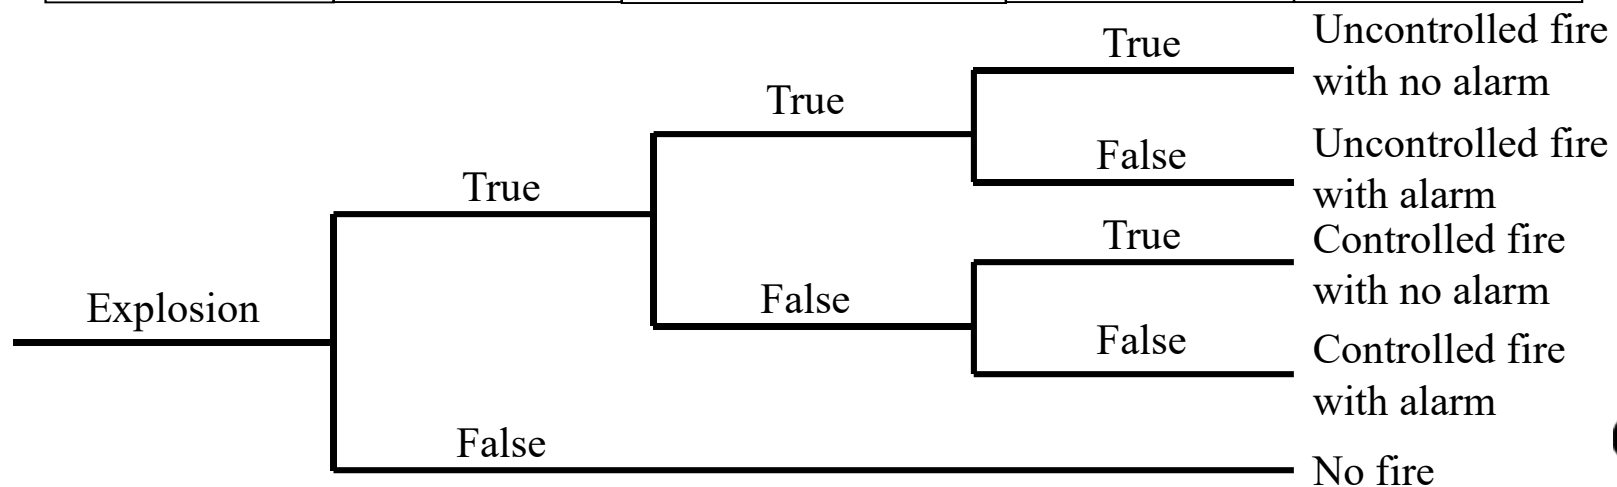 True
Uncontrolled fire
with no alarm
True
False
Uncontrolled fire
with alarm
True
True
Controlled fire
with no alarm
Explosion
False
False
Controlled fire
with alarm
False
No fire